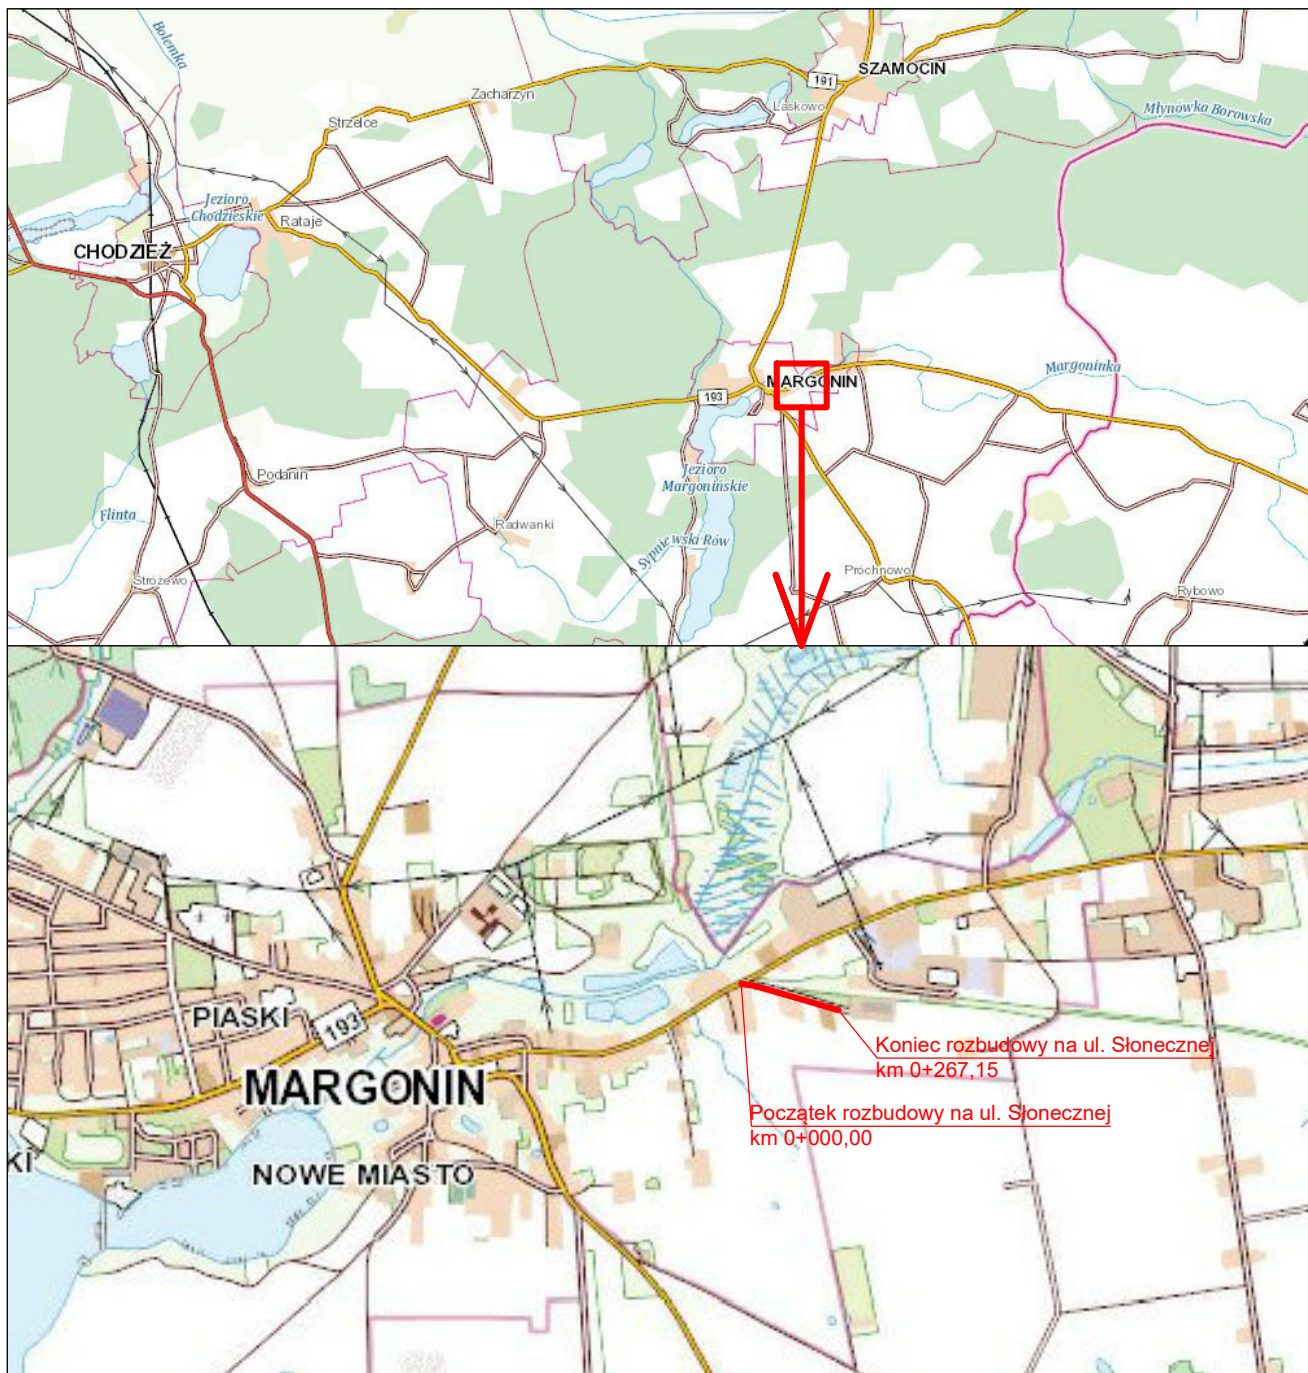 Bolemka
SZAMOCIN
191
Zacharzyn
Laskowo
Młynówka Borowska
Strzelce
Jezioro
Chodzieskie
Rataje
CHODZIEŻ
Margoninka
MARGONIN
193
Podanin
Jezioro
Margonińskie
Flinta
Radwanki
Sypniewski Rów
Prochnowo
Strożewo
Rybowo
PIASKI
193
Koniec rozbudowy na ul. Słonecznej
km 0+267,15
MARGONIN
Początek rozbudowy na ul. Słonecznej
km 0+000,00
KI
NOWE MIASTO